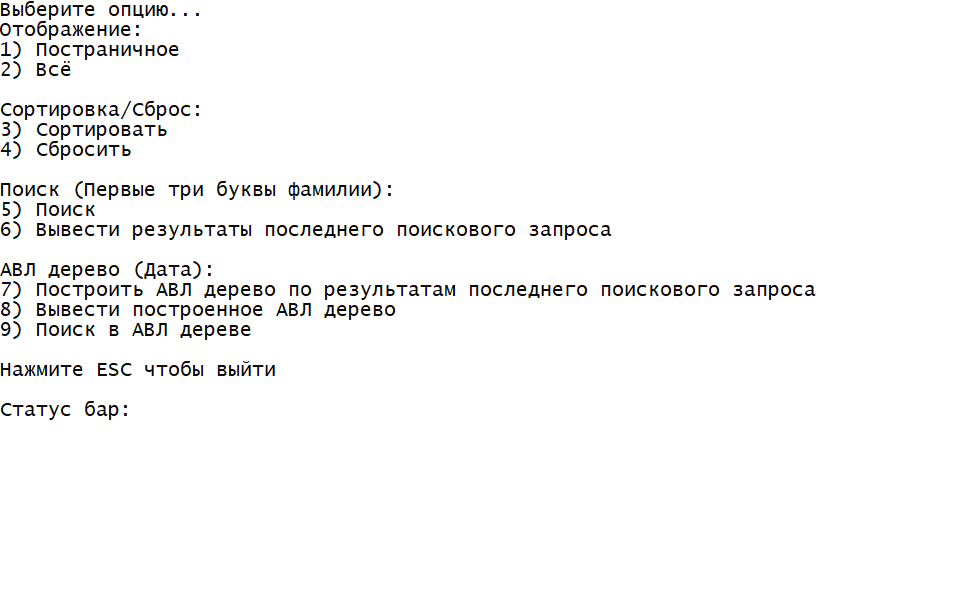 Выберите опцию...
Отображение:
1) Постраничное
2) Всё
Сортировка/Сброс:
3) Сортировать
4) Сбросить
Поиск (Первые три буквы фамилии):
5) Поиск
6) Вывести результаты последнего поискового запроса
АВЛ дерево (Дата):
7) Построить АВЛ дерево по результатам последнего поискового запроса
8) Вывести построенное АВЛ дерево
9) Поиск в АВЛ дереве
Нажмите ESC чтобы выйти
Статус бар: